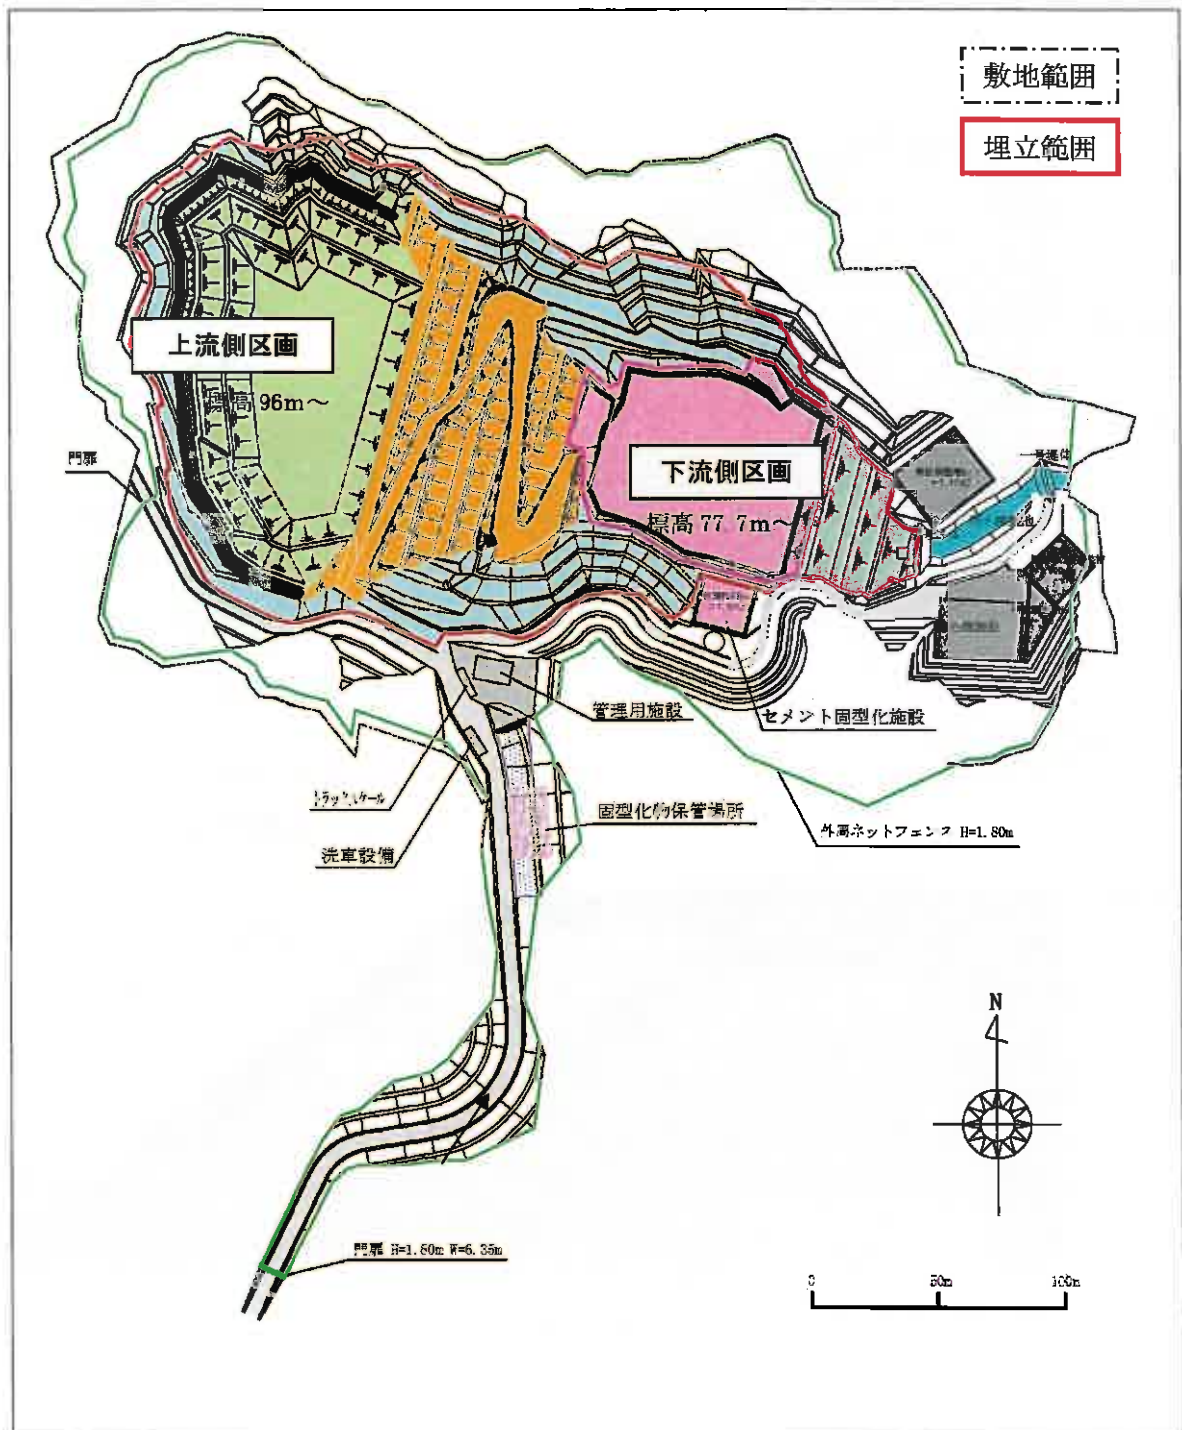 敷地範囲
埋立範囲
上流側区画
標高 96m～
門扉
下流側区画
標高 77 7m～
管理用施設
セメント固型化施設
トラックスケール
固型化物保管場所
外周ネットフェンス H=1.80m
洗車設備
N
門扉 H=1.80m W=6.35m
0 50m 100m